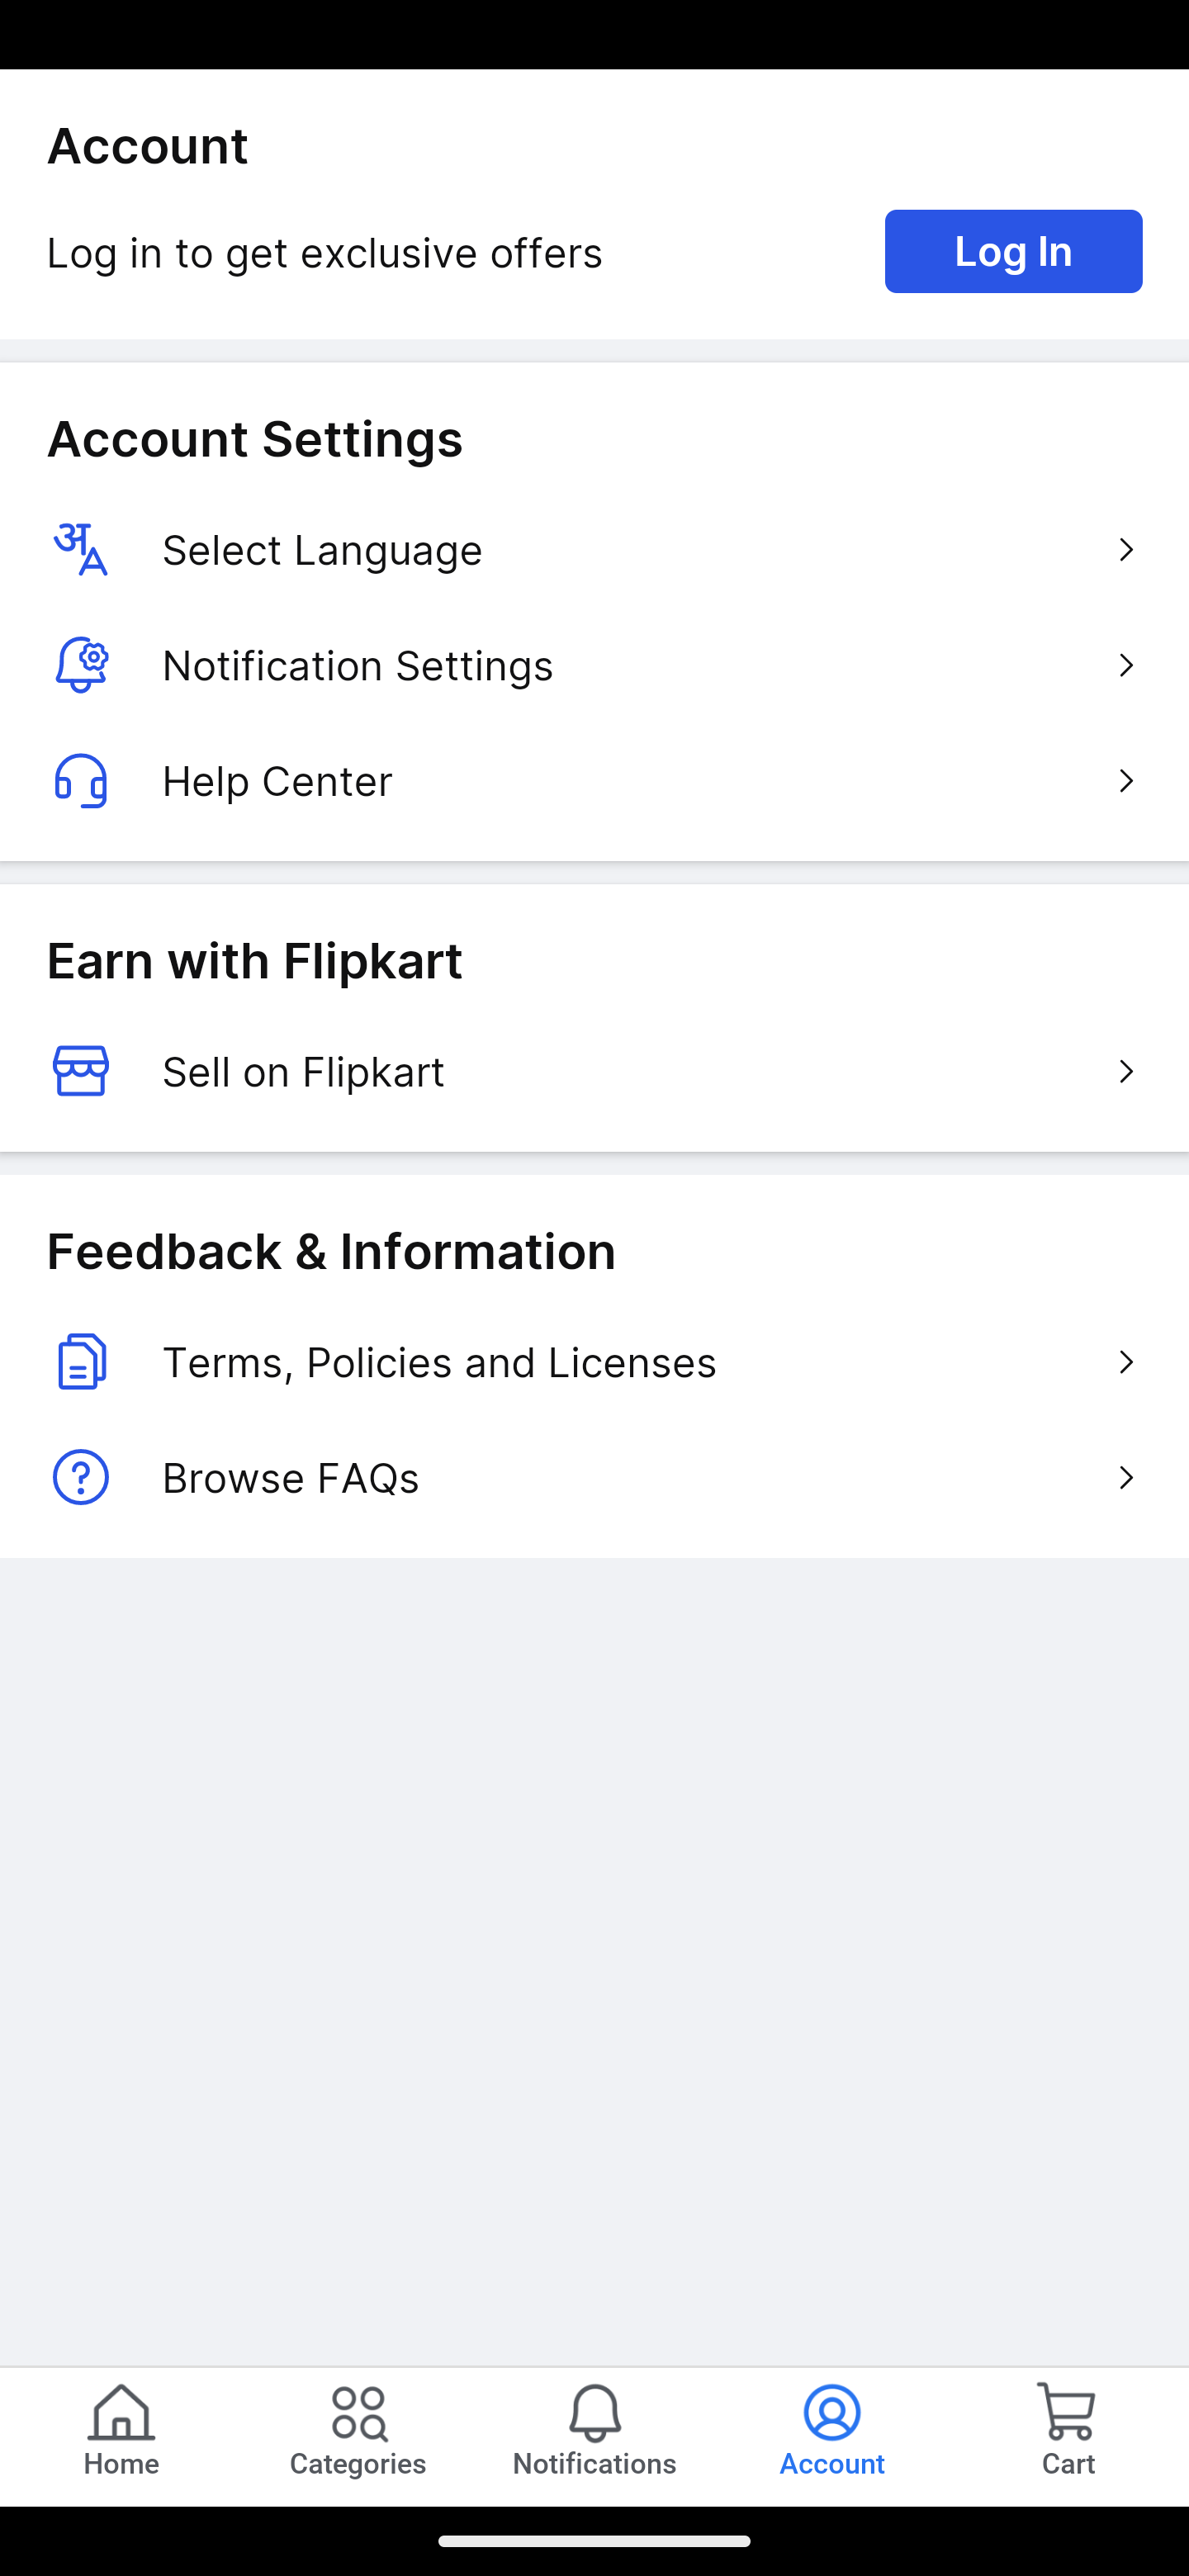 Account
Log in to get exclusive offers
Log In
Account Settings
Select Language
Notification Settings
Help Center
Earn with Flipkart
Sell on Flipkart
Feedback & Information
Terms, Policies and Licenses
Browse FAQs
Home
Categories
Notifications
Account
Cart